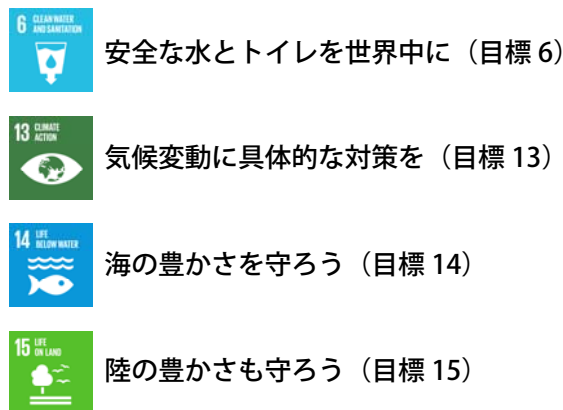 6 CLEAN WATER
AND SANITATION
安全な水とトイレを世界中に（目標 6）
13 CLIMATE
ACTION
気候変動に具体的な対策を（目標 13）
14 LIFE
BELOW WATER
海の豊かさを守ろう（目標 14）
15 LIFE
ON LAND
陸の豊かさも守ろう（目標 15）